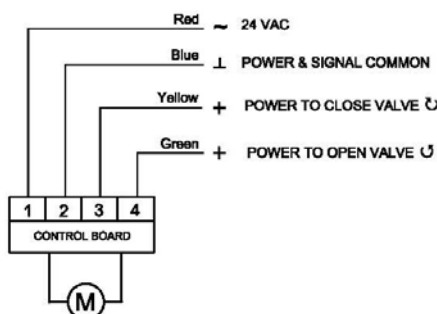 Red ~ 24 VAC
Blue ⊥ POWER & SIGNAL COMMON
Yellow + POWER TO CLOSE VALVE ↻
Green + POWER TO OPEN VALVE ↺
1 2 3 4
CONTROL BOARD
M